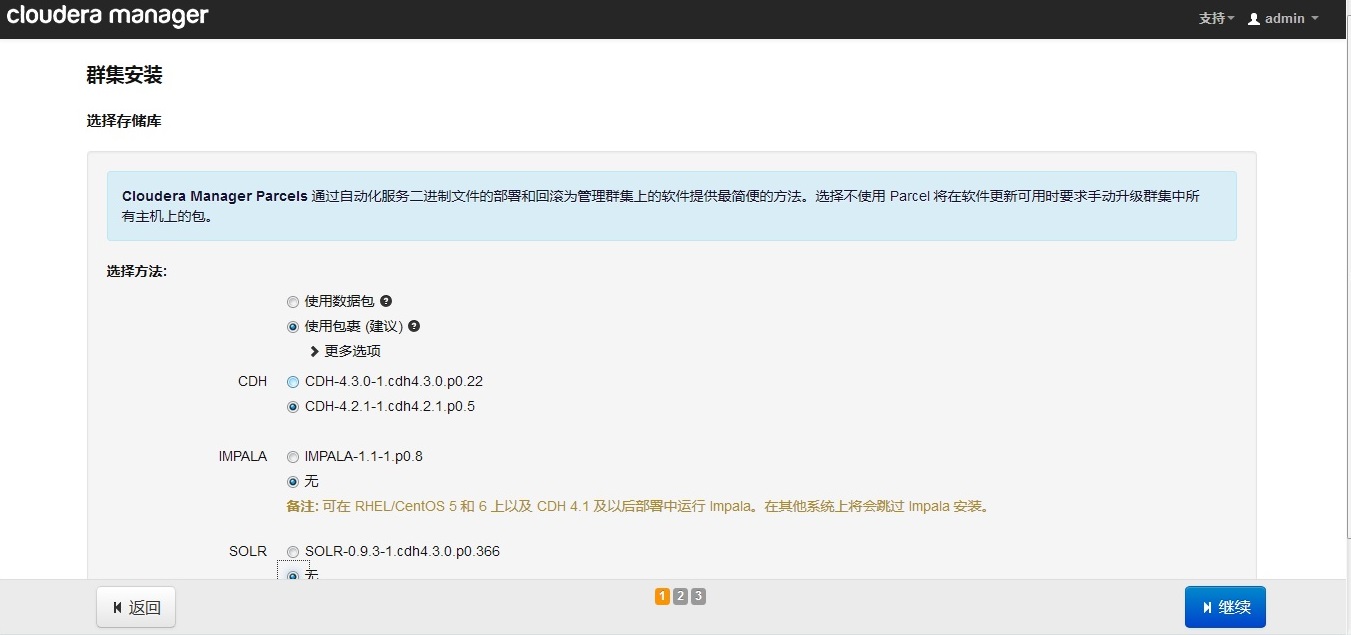 cloudera manager
支持 admin
群集安装
选择存储库
Cloudera Manager Parcels 通过自动化服务二进制文件的部署和回滚为管理群集上的软件提供最简便的方法。选择不使用 Parcel 将在软件更新可用时要求手动升级群集中所
有主机上的包。
选择方法:
使用数据包 ?
使用包裹 (建议) ?
更多选项
CDH CDH-4.3.0-1.cdh4.3.0.p0.22
CDH-4.2.1-1.cdh4.2.1.p0.5
IMPALA IMPALA-1.1-1.p0.8
无
备注: 可在 RHEL/CentOS 5 和 6 上以及 CDH 4.1 及以后部署中运行 Impala。在其他系统上将会跳过 Impala 安装。
SOLR SOLR-0.9.3-1.cdh4.3.0.p0.366
无
返回 1 2 3 继续